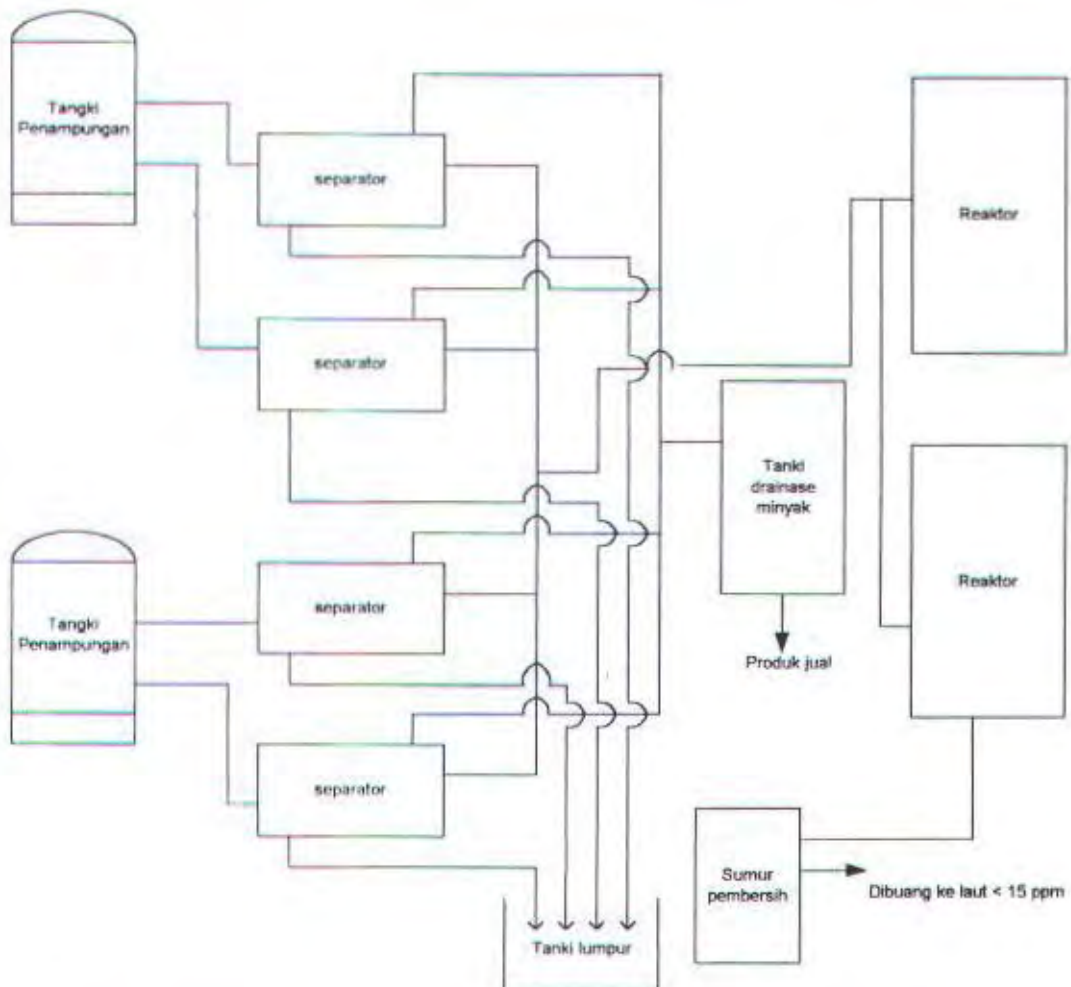 Tangki
Penampungan
separator
Reaktor
separator
Tanki
drainase
minyak
Tangki
Penampungan
separator
Reaktor
Produk jual
separator
Sumur
pembersih
Dibuang ke laut < 15 ppm
Tanki lumpur